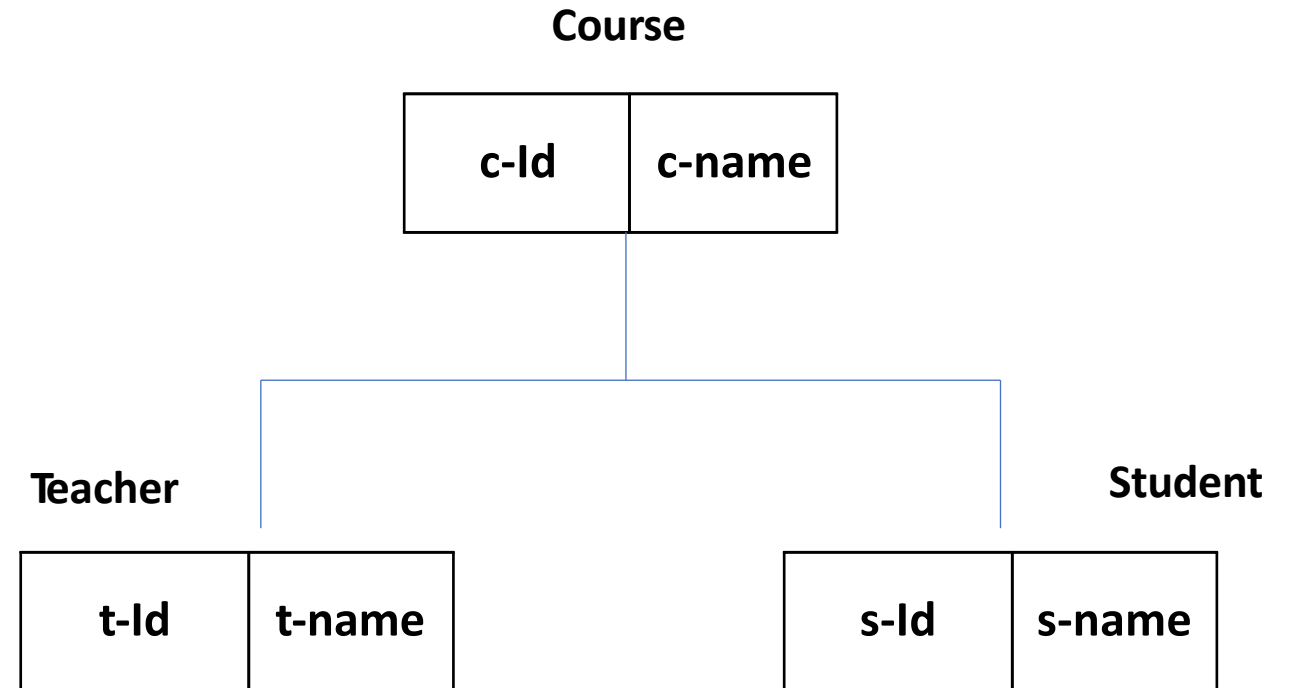 Course
c-Id c-name
Teacher
Student
t-Id t-name
s-Id s-name